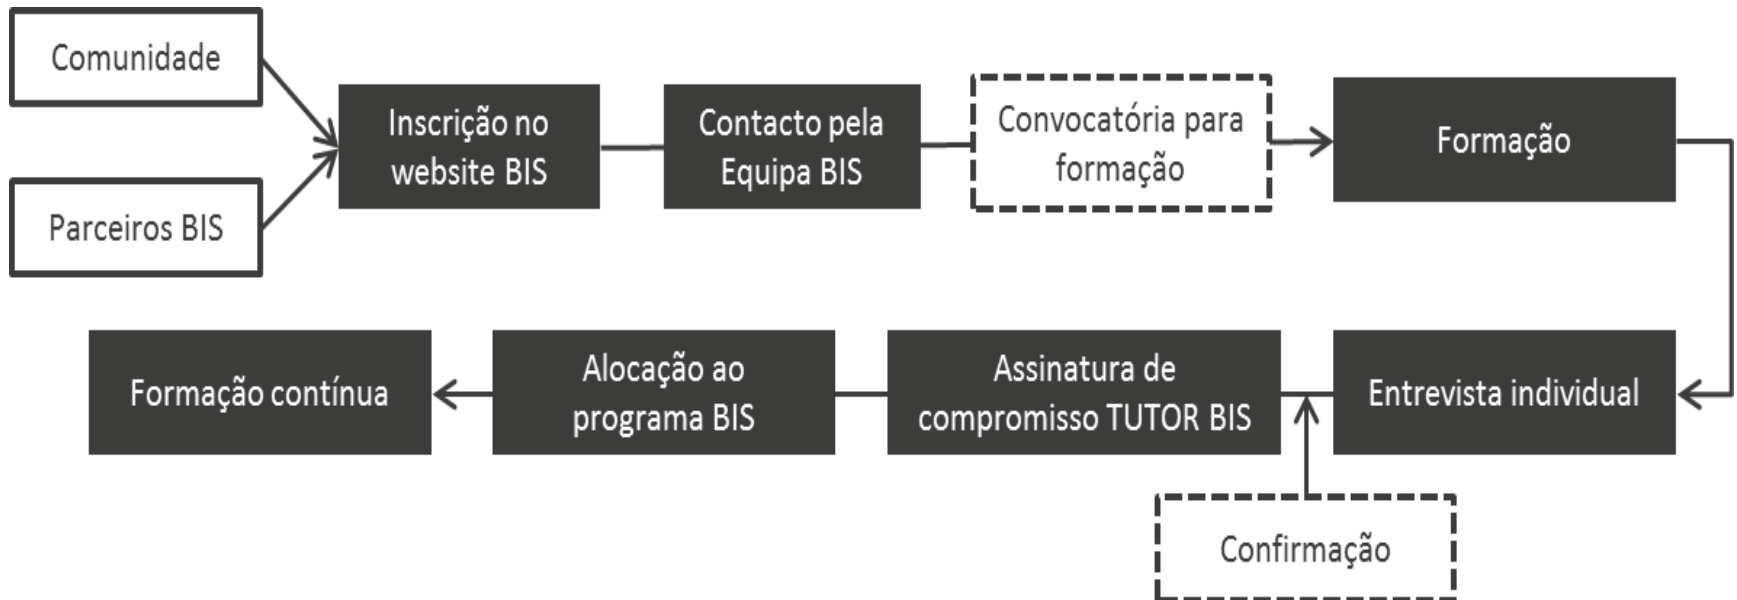 Comunidade
Parceiros BIS
Inscrição no
website BIS
Contacto pela
Equipa BIS
Convocatória para
formação
Formação
Entrevista individual
Confirmação
Assinatura de
compromisso TUTOR BIS
Alocação ao
programa BIS
Formação contínua